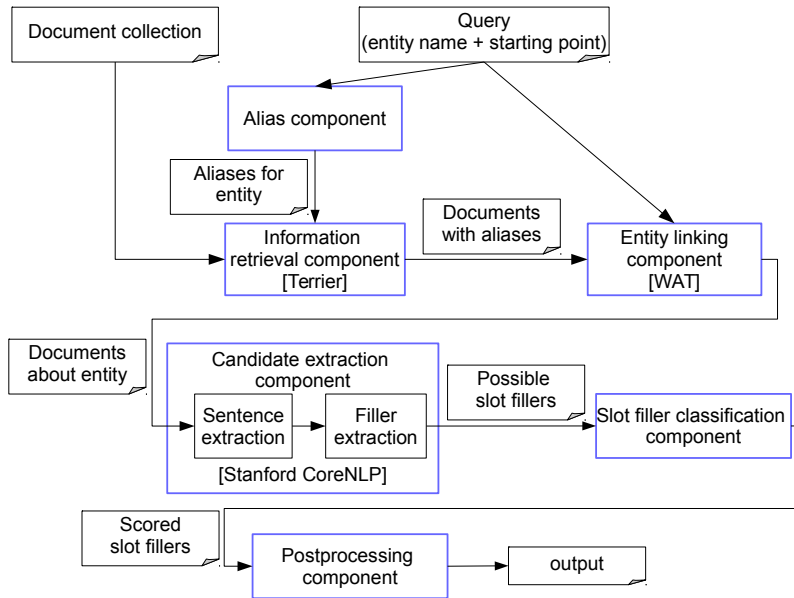 Document collection
Query
(entity name + starting point)
Alias component
Aliases for
entity
Information
retrieval component
[Terrier]
Documents
with aliases
Entity linking
component
[WAT]
Documents
about entity
Candidate extraction
component
Sentence
extraction
Filler
extraction
[Stanford CoreNLP]
Possible
slot fillers
Slot filler classification
component
Scored
slot fillers
Postprocessing
component
output